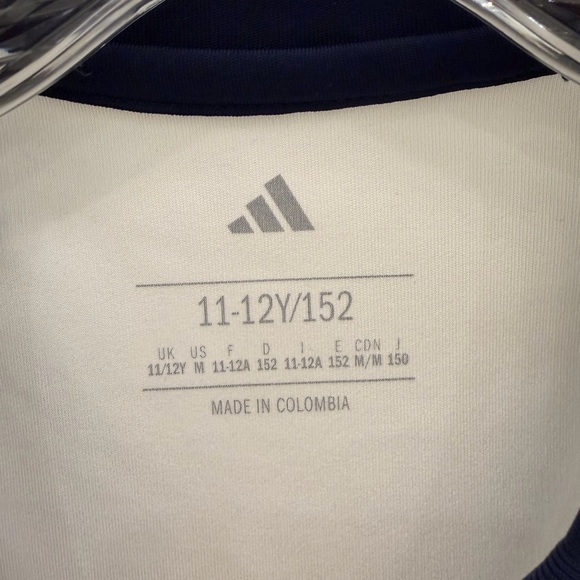 11-12Y/152
UK US F D I E CDN J
11/12Y M 11-12A 152 11-12A 152 M/M 150
MADE IN COLOMBIA